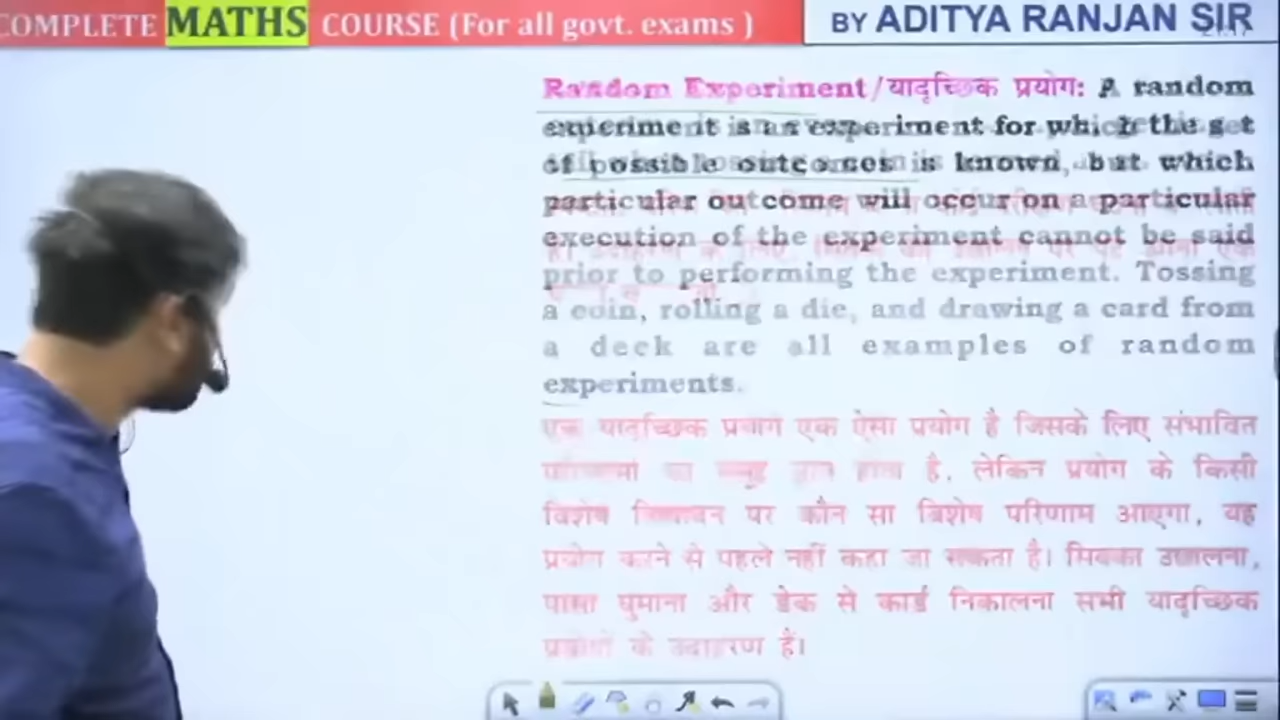 COMPLETE MATHS COURSE (For all govt. exams )
BY ADITYA RANJAN SIR
Random Experiment/यादृच्छिक प्रयोग: A random
experiment is an experiment for which the set
of possible outcomes is known, but which
particular outcome will occur on a particular
execution of the experiment cannot be said
prior to performing the experiment. Tossing
a coin, rolling a die, and drawing a card from
a deck are all examples of random
experiments.
एक यादृच्छिक प्रयोग एक ऐसा प्रयोग है जिसके लिए संभावित
है, लेकिन प्रयोग के किसी
विशेष पर कौन सा विशेष परिणाम आएगा, यह
प्रयोग करने से पहले नहीं कहा जा सकता है। सिक्का उछालना,
पासा घुमाना और डेक से कार्ड निकालना सभी यादृच्छिक
प्रयोगों के उदाहरण हैं।